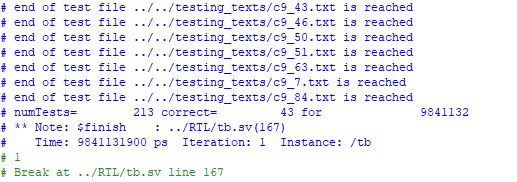 # end of test file ../../testing_texts/c9_43.txt is reached
# end of test file ../../testing_texts/c9_46.txt is reached
# end of test file ../../testing_texts/c9_50.txt is reached
# end of test file ../../testing_texts/c9_51.txt is reached
# end of test file ../../testing_texts/c9_63.txt is reached
# end of test file ../../testing_texts/c9_7.txt is reached
# end of test file ../../testing_texts/c9_84.txt is reached
# numTests=         213 correct=          43 for              9841132
# ** Note: $finish    : ../RTL/tb.sv(167)
#    Time: 9841131900 ps  Iteration: 1  Instance: /tb
# 1
# Break at ../RTL/tb.sv line 167